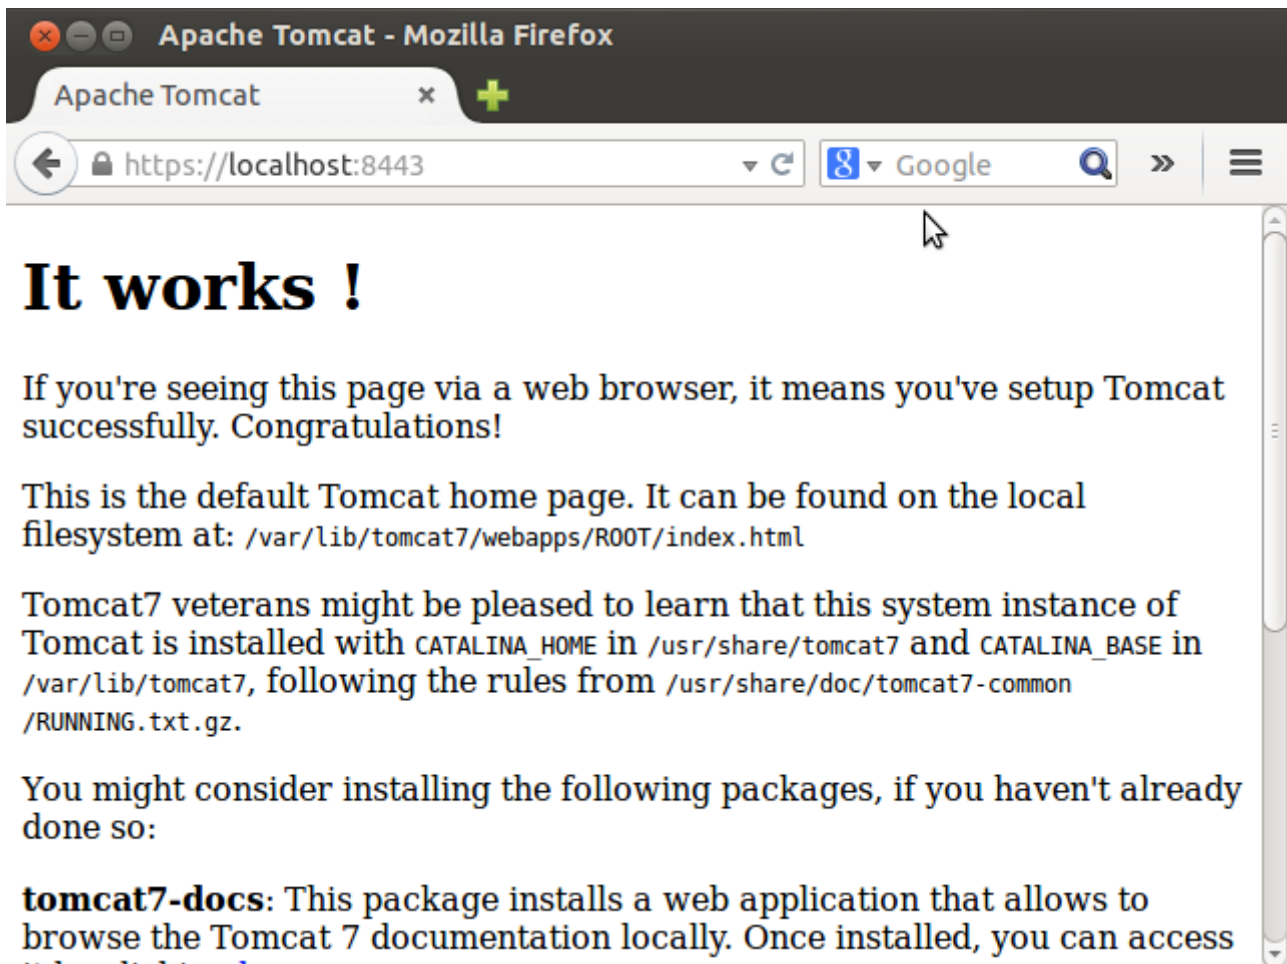 Apache Tomcat - Mozilla Firefox
Apache Tomcat
https://localhost:8443
Google
It works !
If you're seeing this page via a web browser, it means you've setup Tomcat
successfully. Congratulations!
This is the default Tomcat home page. It can be found on the local
filesystem at: /var/lib/tomcat7/webapps/ROOT/index.html
Tomcat7 veterans might be pleased to learn that this system instance of
Tomcat is installed with CATALINA_HOME in /usr/share/tomcat7 and CATALINA_BASE in
/var/lib/tomcat7, following the rules from /usr/share/doc/tomcat7-common
/RUNNING.txt.gz.
You might consider installing the following packages, if you haven't already
done so:
tomcat7-docs: This package installs a web application that allows to
browse the Tomcat 7 documentation locally. Once installed, you can access